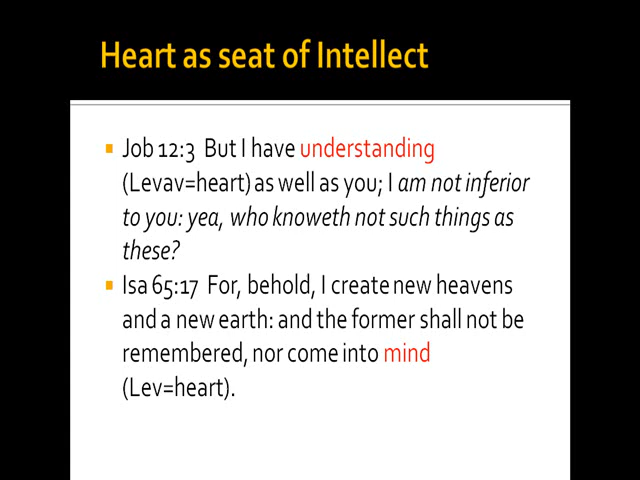 Heart as seat of Intellect
Job 12:3 But I have understanding
(Levav=heart) as well as you; I am not inferior
to you: yea, who knoweth not such things as
these?
Isa 65:17 For, behold, I create new heavens
and a new earth: and the former shall not be
remembered, nor come into mind
(Lev=heart).